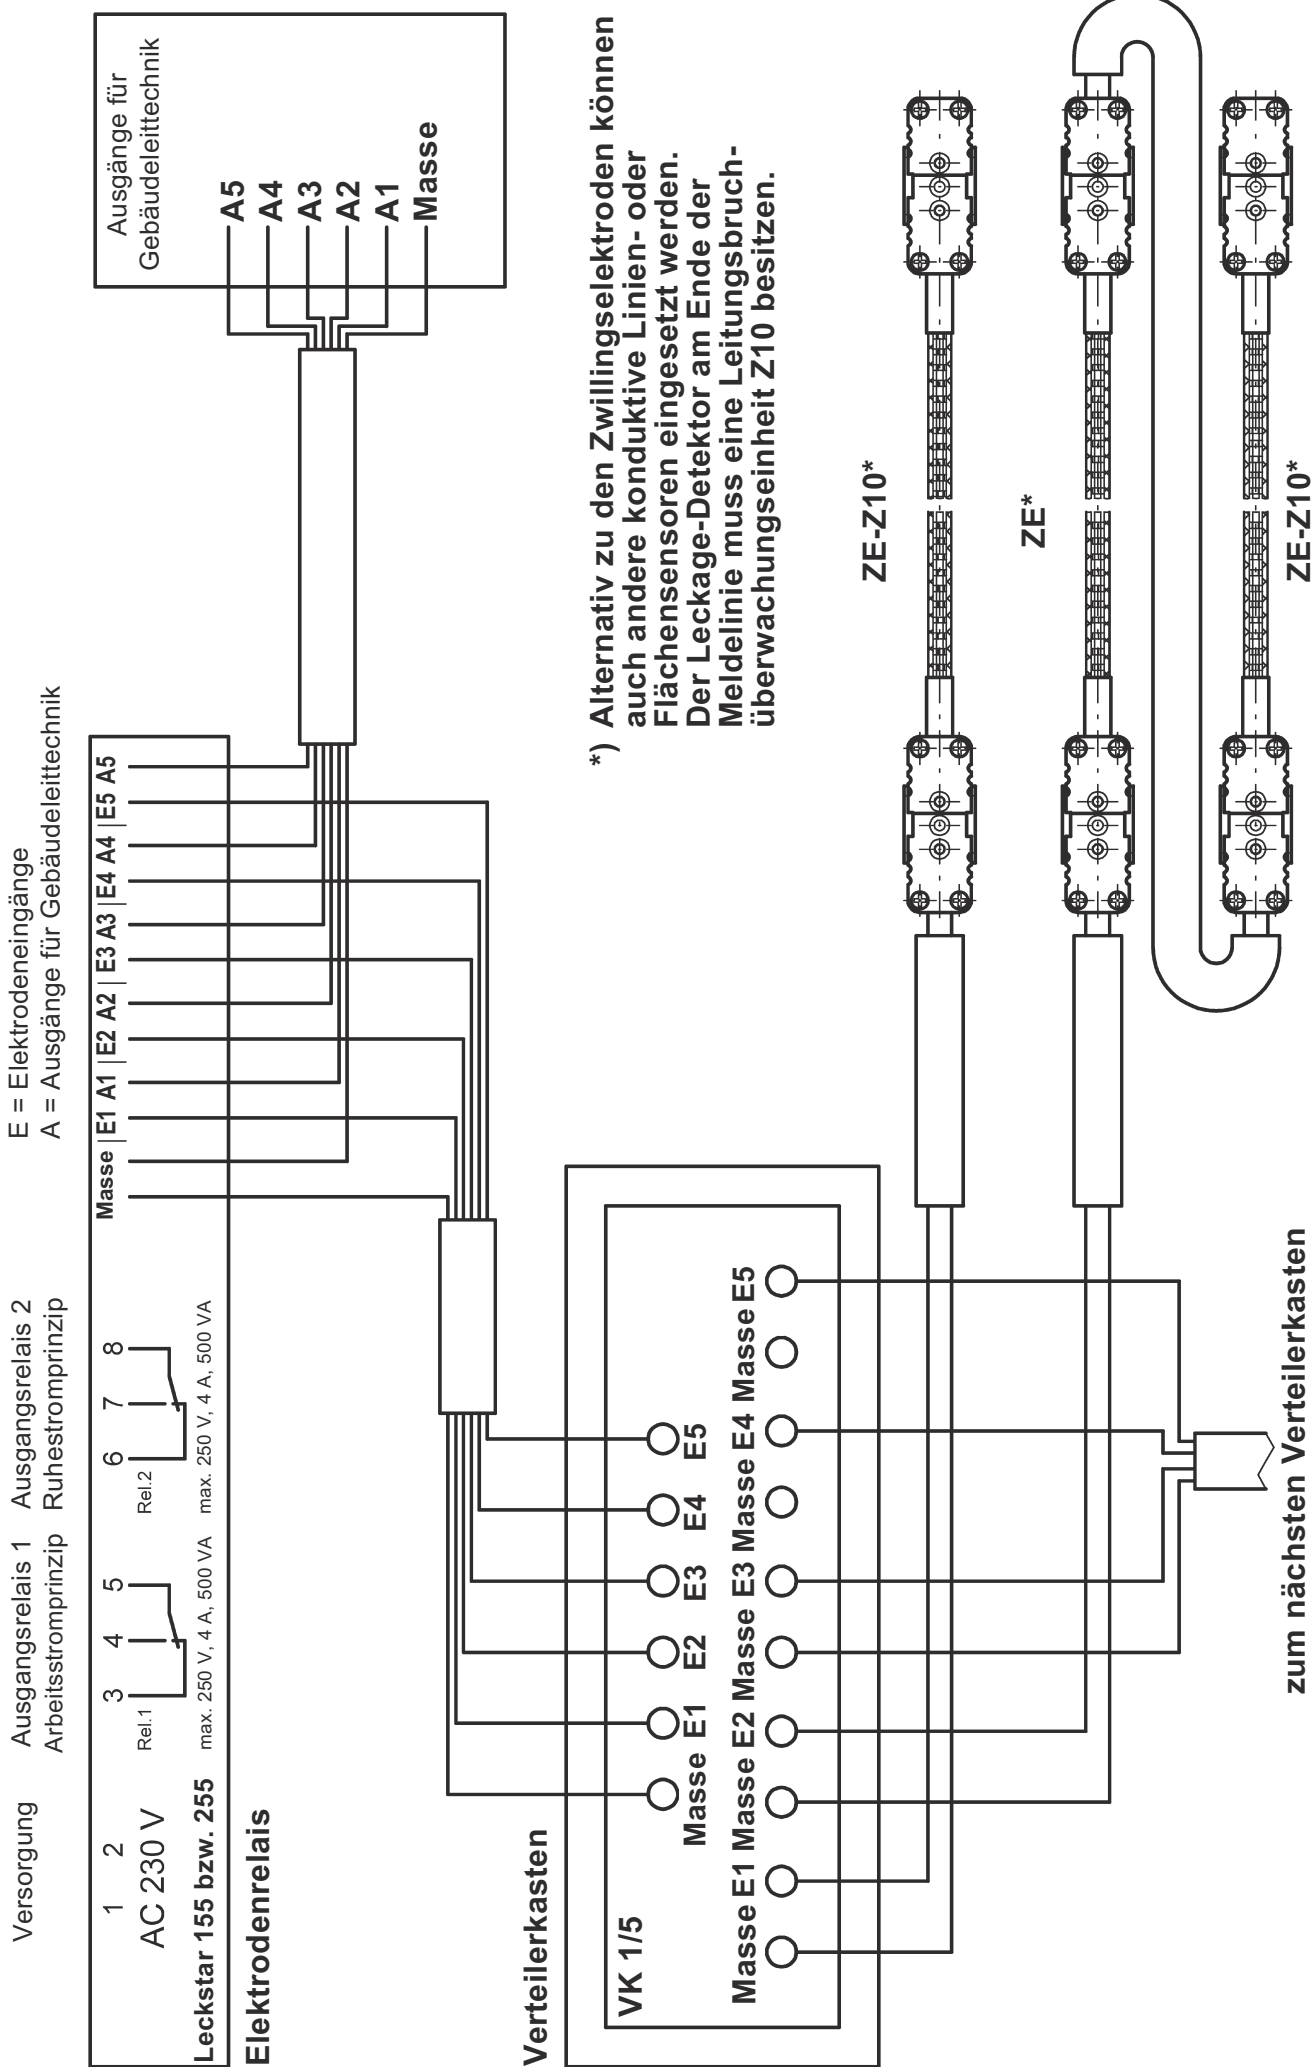 E = Elektrodeneingänge
A = Ausgänge für Gebäudeleittechnik
Versorgung
Ausgangsrelais 1
Arbeitsstromprinzip
Ausgangsrelais 2
Ruhestromprinzip
1 2
3 4 5
6 7 8
Masse | E1 A1 | E2 A2 | E3 A3 | E4 A4 | E5 A5
AC 230 V
Rel.1
Rel.2
Leckstar 155 bzw. 255
max. 250 V, 4 A, 500 VA
max. 250 V, 4 A, 500 VA
Elektrodenrelais
Ausgänge für
Gebäudeleittechnik
A5
A4
A3
A2
A1
Masse
Verteilerkasten
VK 1/5
Masse E1 E2 E3 E4 E5
Masse E1 Masse E2 Masse E3 Masse E4 Masse E5
*) Alternativ zu den Zwillingselektroden können
auch andere konduktive Linien- oder
Flächensensoren eingesetzt werden.
Der Leckage-Detektor am Ende der
Meldelinie muss eine Leitungsbruch-
überwachungseinheit Z10 besitzen.
ZE-Z10*
ZE*
ZE-Z10*
zum nächsten Verteilerkasten